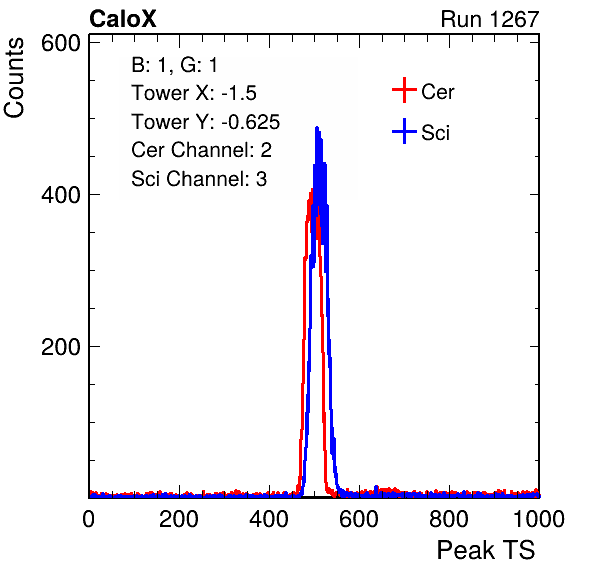 CaloX Run 1267
Counts
600
400
200
B: 1, G: 1
Tower X: -1.5
Tower Y: -0.625
Cer Channel: 2
Sci Channel: 3
Cer
Sci
0 200 400 600 800 1000
Peak TS